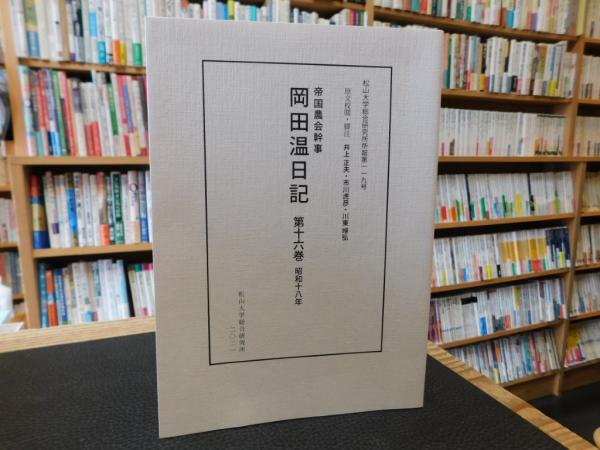 松山大学総合研究所所報第一一九号
原文校閲・脚注 井上 正夫・市川虎彦・川東 竫弘
帝国農会幹事
岡田温日記 第十六巻 昭和十八年
松山大学総合研究所